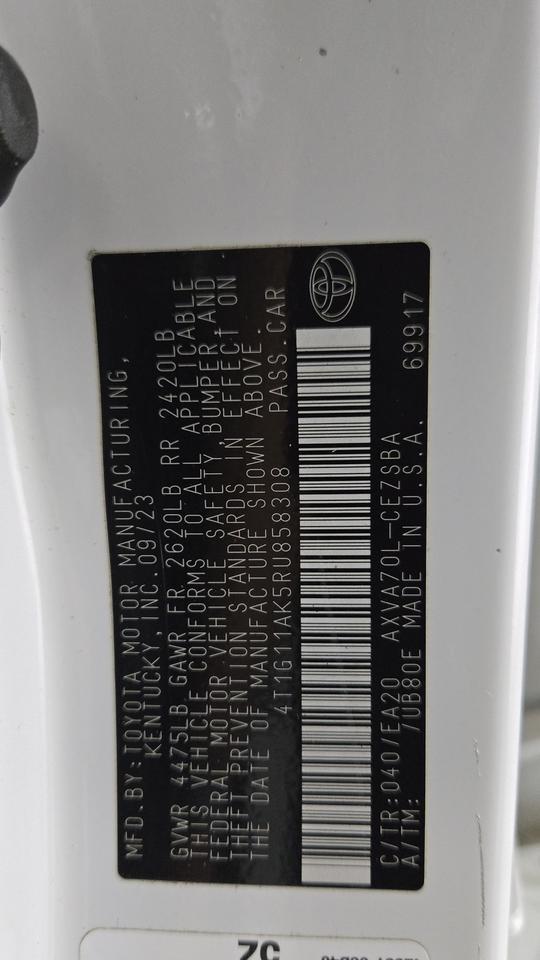 MFD.BY:TOYOTA MOTOR MANUFACTURING,
KENTUCKY, INC. 09/23
GVWR 4475LB GAWR FR 2620LB RR 2420LB
THIS VEHICLE CONFORMS TO ALL APPLICABLE
FEDERAL MOTOR VEHICLE SAFETY,BUMPER,AND
THEFT PREVENTION STANDARDS IN EFFECT ON
THE DATE OF MANUFACTURE SHOWN ABOVE.
4T1G11AK5RU858308 PASS.CAR
C/TR:040/EA20 AXVA70L-CEZSBA
A/TM: 7UB80E MADE IN U.S.A. 69917